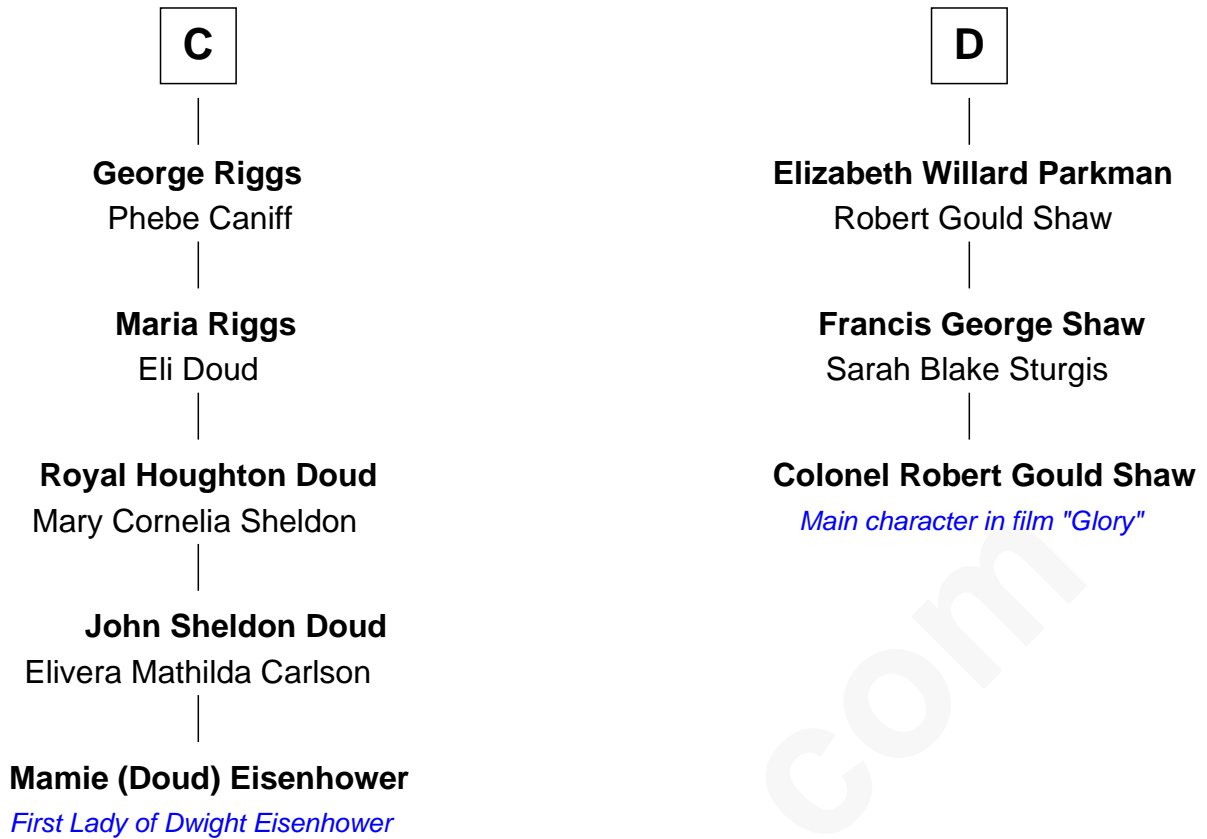 C
George Riggs
Phebe Caniff
Maria Riggs
Eli Doud
Royal Houghton Doud
Mary Cornelia Sheldon
John Sheldon Doud
Elivera Mathilda Carlson
Mamie (Doud) Eisenhower
First Lady of Dwight Eisenhower
D
Elizabeth Willard Parkman
Robert Gould Shaw
Francis George Shaw
Sarah Blake Sturgis
Colonel Robert Gould Shaw
Main character in film "Glory"
com